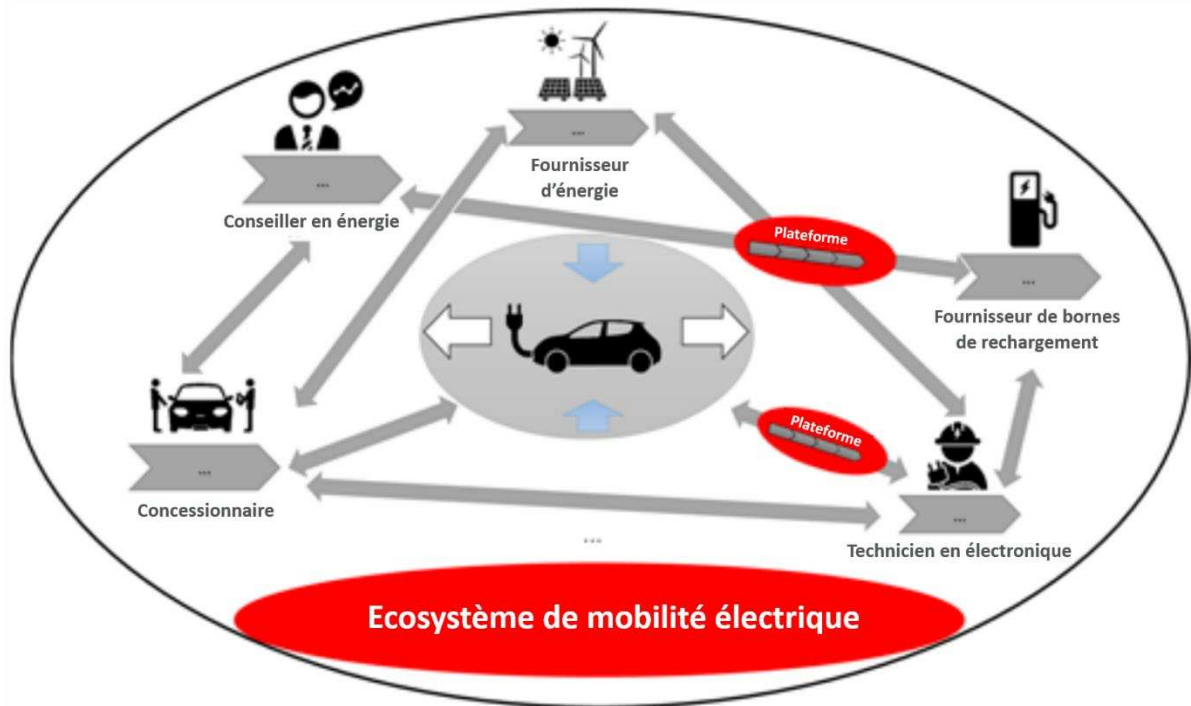 ...
Fournisseur
d’énergie
...
Conseiller en énergie
Plateforme
...
Fournisseur de bornes
de rechargement
Plateforme
...
Concessionnaire
...
Technicien en électronique
...
Ecosystème de mobilité électrique